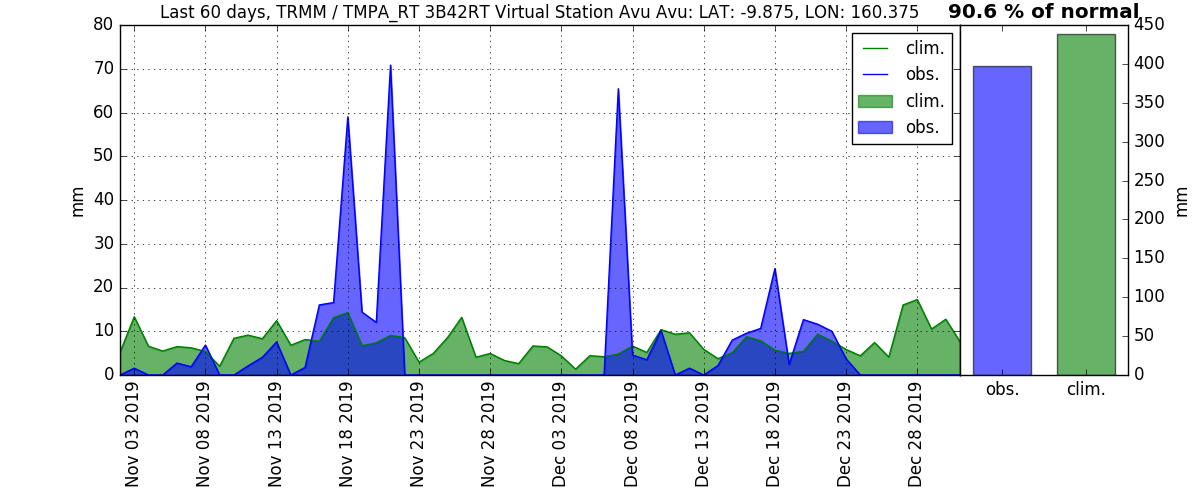 Last 60 days, TRMM / TMPA_RT 3B42RT Virtual Station Avu Avu: LAT: -9.875, LON: 160.375
90.6 % of normal
80
70
60
50
40
30
20
10
0
mm
clim.
obs.
clim.
obs.
Nov 03 2019
Nov 08 2019
Nov 13 2019
Nov 18 2019
Nov 23 2019
Nov 28 2019
Dec 03 2019
Dec 08 2019
Dec 13 2019
Dec 18 2019
Dec 23 2019
Dec 28 2019
450
400
350
300
250
200
150
100
50
0
mm
obs.
clim.